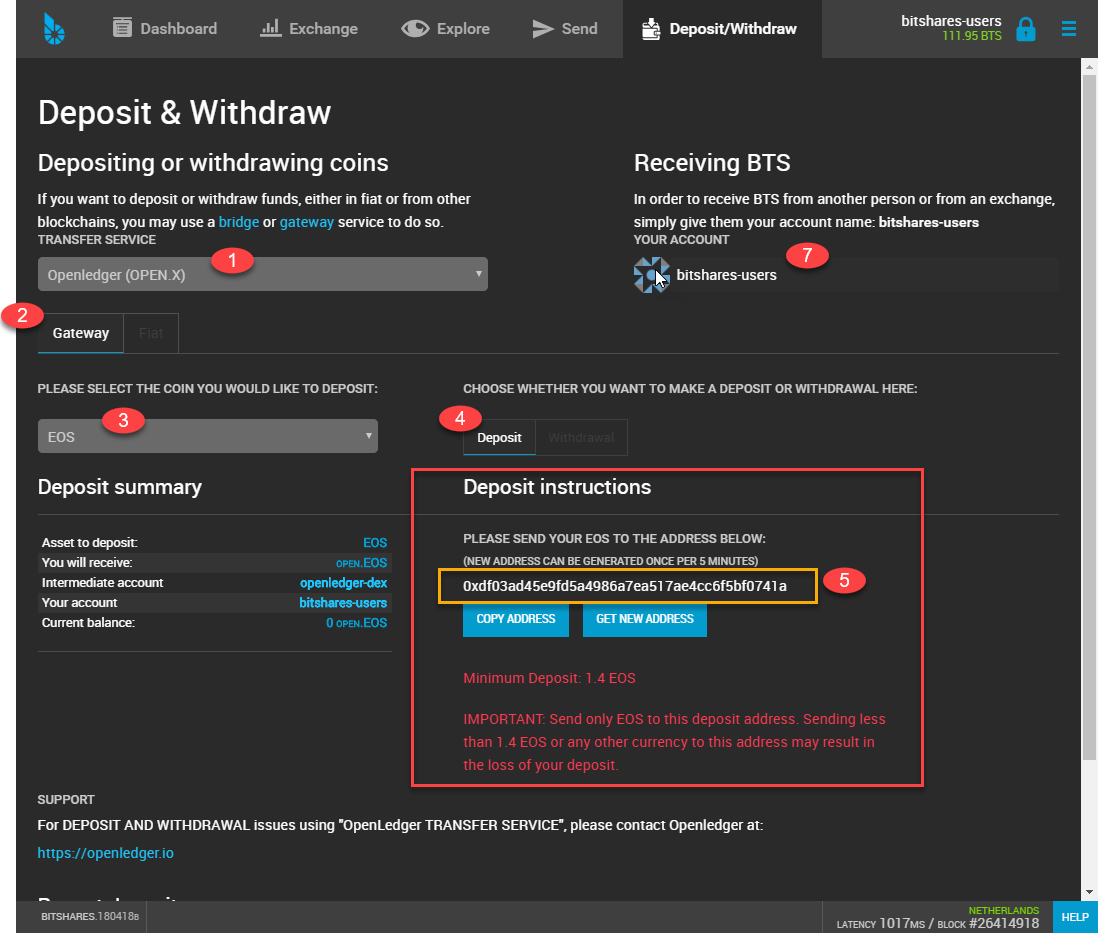 Dashboard
Exchange
Explore
Send
Deposit/Withdraw
bitshares-users
111.95 BTS
Deposit & Withdraw
Depositing or withdrawing coins
If you want to deposit or withdraw funds, either in fiat or from other
blockchains, you may use a bridge or gateway service to do so.
TRANSFER SERVICE
1
Openledger (OPEN.X)
Receiving BTS
In order to receive BTS from another person or from an exchange,
simply give them your account name: bitshares-users
YOUR ACCOUNT
7
bitshares-users
2
Gateway
Fiat
PLEASE SELECT THE COIN YOU WOULD LIKE TO DEPOSIT:
3
EOS
CHOOSE WHETHER YOU WANT TO MAKE A DEPOSIT OR WITHDRAWAL HERE:
4
Deposit
Withdrawal
Deposit summary
Asset to deposit: EOS
You will receive: OPEN.EOS
Intermediate account openledger-dex
Your account bitshares-users
Current balance: 0 OPEN.EOS
Deposit instructions
PLEASE SEND YOUR EOS TO THE ADDRESS BELOW:
(NEW ADDRESS CAN BE GENERATED ONCE PER 5 MINUTES)
0xdf03ad45e9fd5a4986a7ea517ae4cc6f5bf0741a
5
COPY ADDRESS
GET NEW ADDRESS
Minimum Deposit: 1.4 EOS
IMPORTANT: Send only EOS to this deposit address. Sending less
than 1.4 EOS or any other currency to this address may result in
the loss of your deposit.
SUPPORT
For DEPOSIT AND WITHDRAWAL issues using "OpenLedger TRANSFER SERVICE", please contact Openledger at:
https://openledger.io
BITSHARES.180418B
NETHERLANDS
LATENCY 1017MS / BLOCK #26414918
HELP